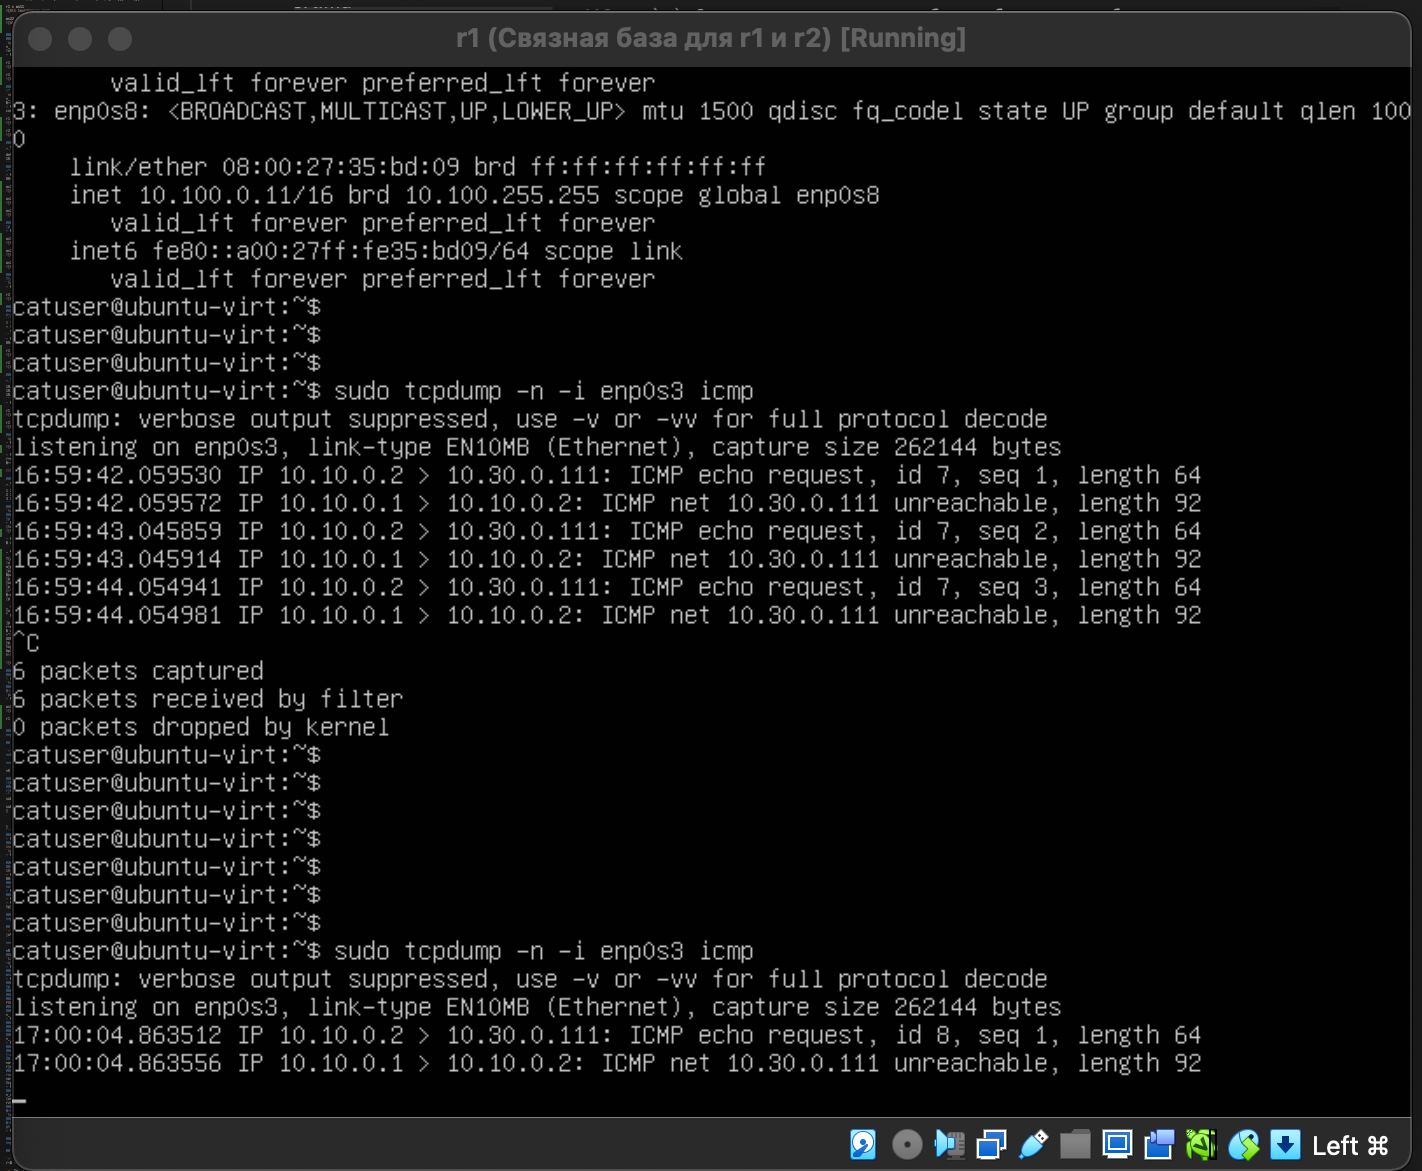 r1 (Связная база для r1 и r2) [Running]
valid_lft forever preferred_lft forever
3: enp0s8: <BROADCAST,MULTICAST,UP,LOWER_UP> mtu 1500 qdisc fq_codel state UP group default qlen 100
0
link/ether 08:00:27:35:bd:09 brd ff:ff:ff:ff:ff:ff
inet 10.100.0.11/16 brd 10.100.255.255 scope global enp0s8
valid_lft forever preferred_lft forever
inet6 fe80::a00:27ff:fe35:bd09/64 scope link
valid_lft forever preferred_lft forever
catuser@ubuntu-virt:~$
catuser@ubuntu-virt:~$
catuser@ubuntu-virt:~$
catuser@ubuntu-virt:~$ sudo tcpdump -n -i enp0s3 icmp
tcpdump: verbose output suppressed, use -v or -vv for full protocol decode
listening on enp0s3, link-type EN10MB (Ethernet), capture size 262144 bytes
16:59:42.059530 IP 10.10.0.2 > 10.30.0.111: ICMP echo request, id 7, seq 1, length 64
16:59:42.059572 IP 10.10.0.1 > 10.10.0.2: ICMP net 10.30.0.111 unreachable, length 92
16:59:43.045859 IP 10.10.0.2 > 10.30.0.111: ICMP echo request, id 7, seq 2, length 64
16:59:43.045914 IP 10.10.0.1 > 10.10.0.2: ICMP net 10.30.0.111 unreachable, length 92
16:59:44.054941 IP 10.10.0.2 > 10.30.0.111: ICMP echo request, id 7, seq 3, length 64
16:59:44.054981 IP 10.10.0.1 > 10.10.0.2: ICMP net 10.30.0.111 unreachable, length 92
^C
6 packets captured
6 packets received by filter
0 packets dropped by kernel
catuser@ubuntu-virt:~$
catuser@ubuntu-virt:~$
catuser@ubuntu-virt:~$
catuser@ubuntu-virt:~$
catuser@ubuntu-virt:~$
catuser@ubuntu-virt:~$
catuser@ubuntu-virt:~$
catuser@ubuntu-virt:~$ sudo tcpdump -n -i enp0s3 icmp
tcpdump: verbose output suppressed, use -v or -vv for full protocol decode
listening on enp0s3, link-type EN10MB (Ethernet), capture size 262144 bytes
17:00:04.863512 IP 10.10.0.2 > 10.30.0.111: ICMP echo request, id 8, seq 1, length 64
17:00:04.863556 IP 10.10.0.1 > 10.10.0.2: ICMP net 10.30.0.111 unreachable, length 92
Left ⌘